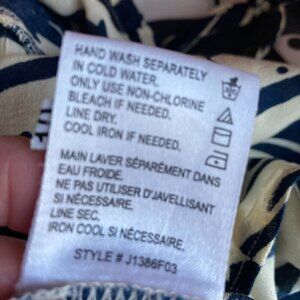 HAND WASH SEPARATELY
IN COLD WATER.
ONLY USE NON-CHLORINE
BLEACH IF NEEDED.
LINE DRY.
COOL IRON IF NEEDED.
MAIN LAVER SÉPARÉMENT DANS
EAU FROIDE.
NE PAS UTILISER D'JAVELLISANT
SI NÉCESSAIRE.
LINE SEC.
IRON COOL SI NÉCESSAIRE.
STYLE # J1386F03